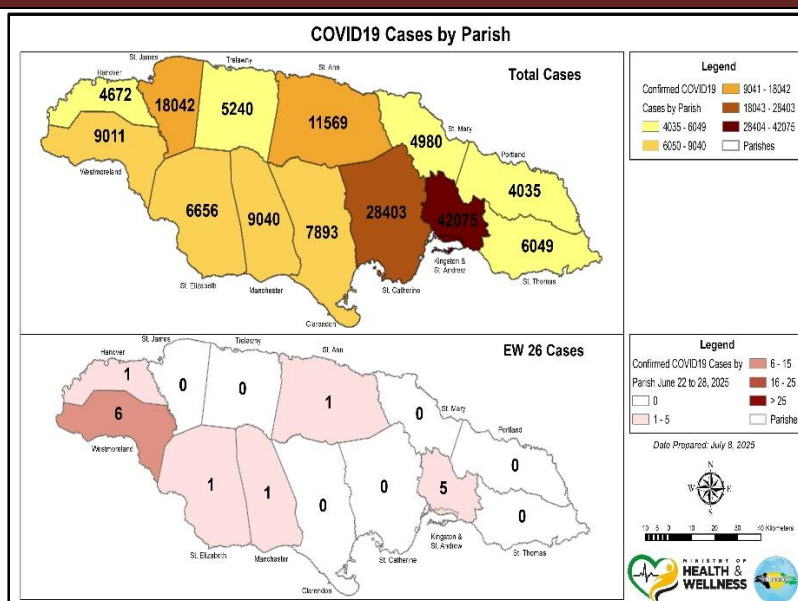 COVID19 Cases by Parish
Total Cases
St. James
Trelawny
St. Ann
Hanover
4672
18042
5240
11569
St. Mary
4980
Portland
9011
4035
Westmoreland
6656
9040
7893
28403
42075
6049
Kingston &
St. Andrew
St. Thomas
St. Elizabeth
Manchester
St. Catherine
Clarendon
Legend
Confirmed COVID19
Cases by Parish
4035 - 6049
6050 - 9040
9041 - 18042
18043 - 28403
28404 - 42075
Parishes
EW 26 Cases
St. James
Trelawny
St. Ann
Hanover
1
0
0
1
St. Mary
0
Portland
6
0
Westmoreland
1
1
0
0
5
0
Kingston &
St. Andrew
St. Thomas
St. Elizabeth
Manchester
St. Catherine
Clarendon
Legend
Confirmed COVID19 Cases by
Parish June 22 to 28, 2025
0
1 - 5
6 - 15
16 - 25
> 25
Parishes
Date Prepared: July 8, 2025
N
W E
S
10 5 0 10 20 30 40 Kilometers
MINISTRY OF
HEALTH &
WELLNESS